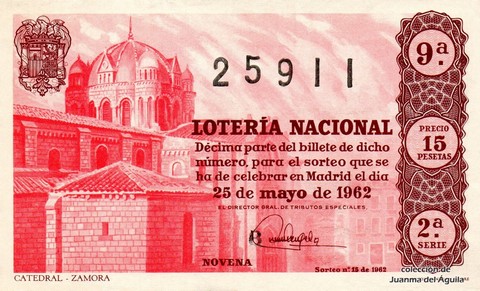 25911
9ª.
LOTERÍA NACIONAL
Décima parte del billete de dicho
número, para el sorteo que se
ha de celebrar en Madrid el día
25 de mayo de 1962
EL DIRECTOR GRAL. DE TRIBUTOS ESPECIALES,
PRECIO
15
PESETAS
2ª.
SERIE
NOVENA
Sorteo nº 15 de 1962
CATEDRAL - ZAMORA
colección de
Juanma del Águila